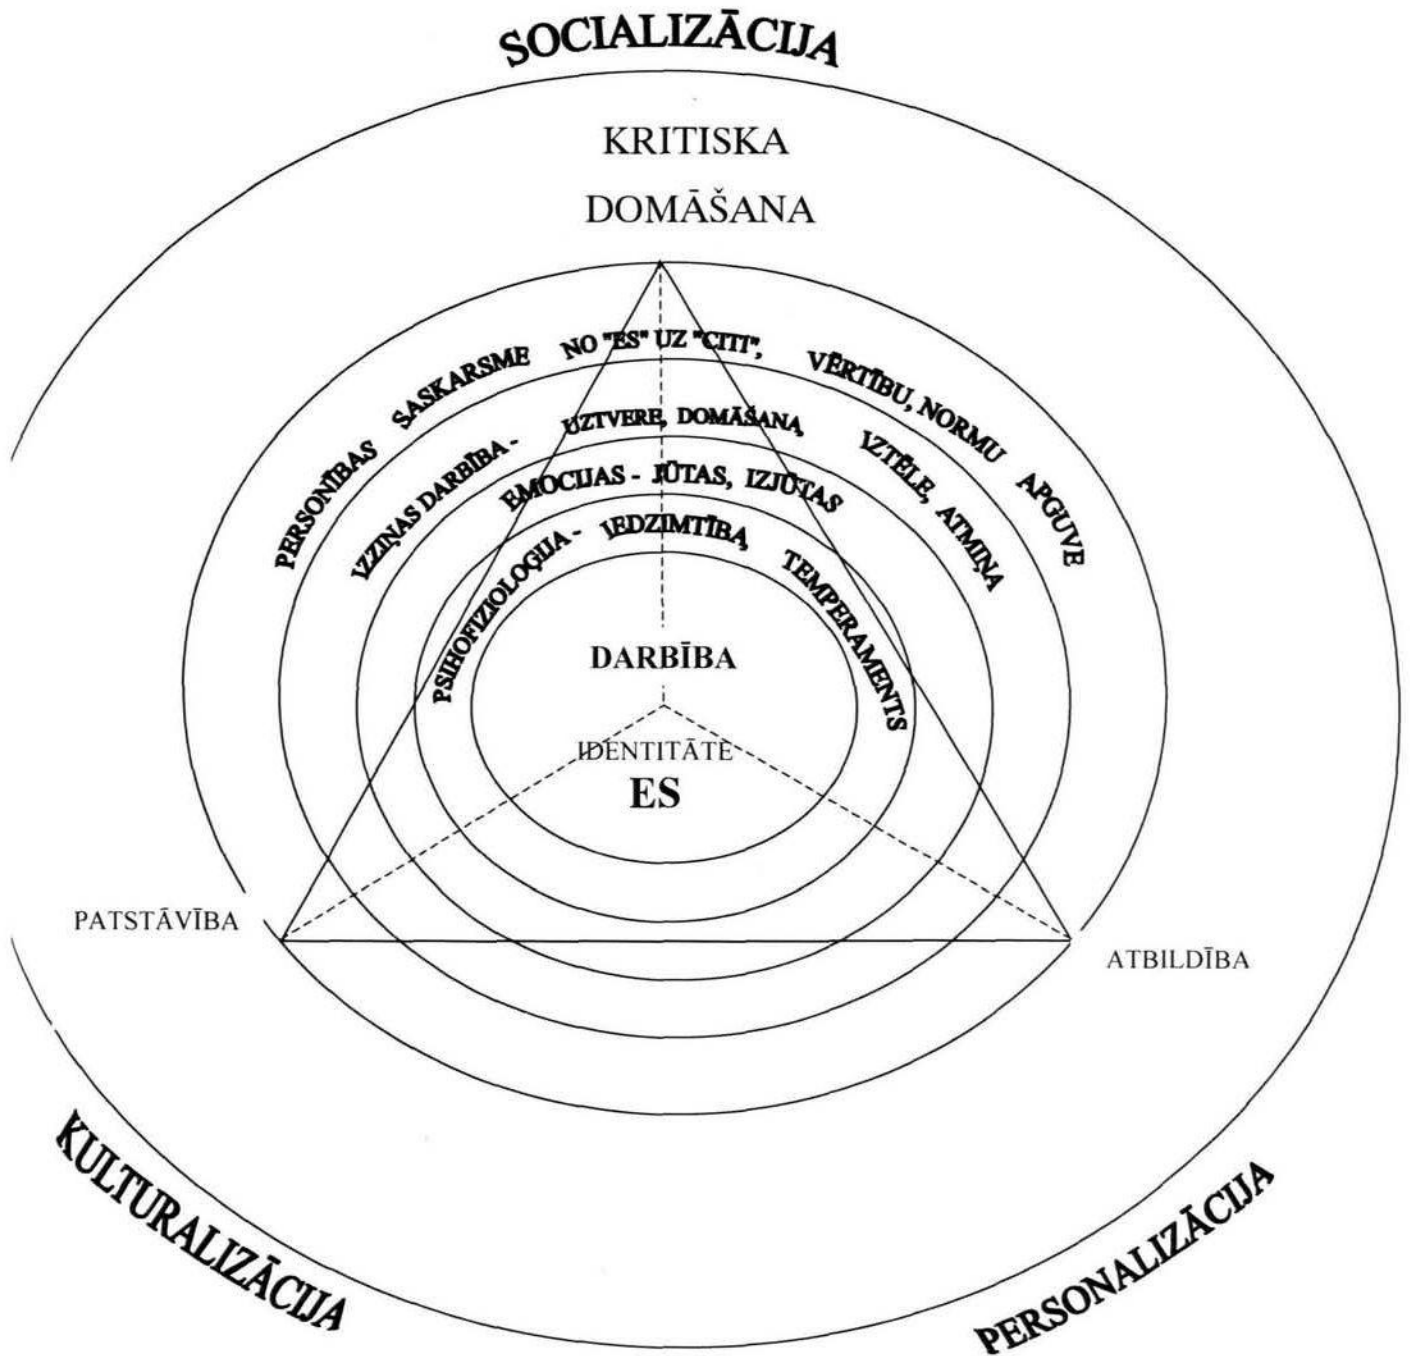 SOCIALIZĀCIJA
KRITISKA
DOMĀŠANA
PERSONĪBAS SASKARSME NO "ES" UZ "CITI", VĒRTĪBU, NORMU APGUVE
IZZIŅAS DARBĪBA - UZTVERE, DOMĀŠANA, IZTĒLE, ATMIŅA
EMOCIJAS - JŪTAS, IZJŪTAS
PSIHOFIZIOLOĢIJA - IEDZIMTĪBA, TEMPERAMENTS
DARBĪBA
IDENTITĀTE
ES
PATSTĀVĪBA
ATBILDĪBA
KULTURALIZĀCIJA
PERSONALIZĀCIJA